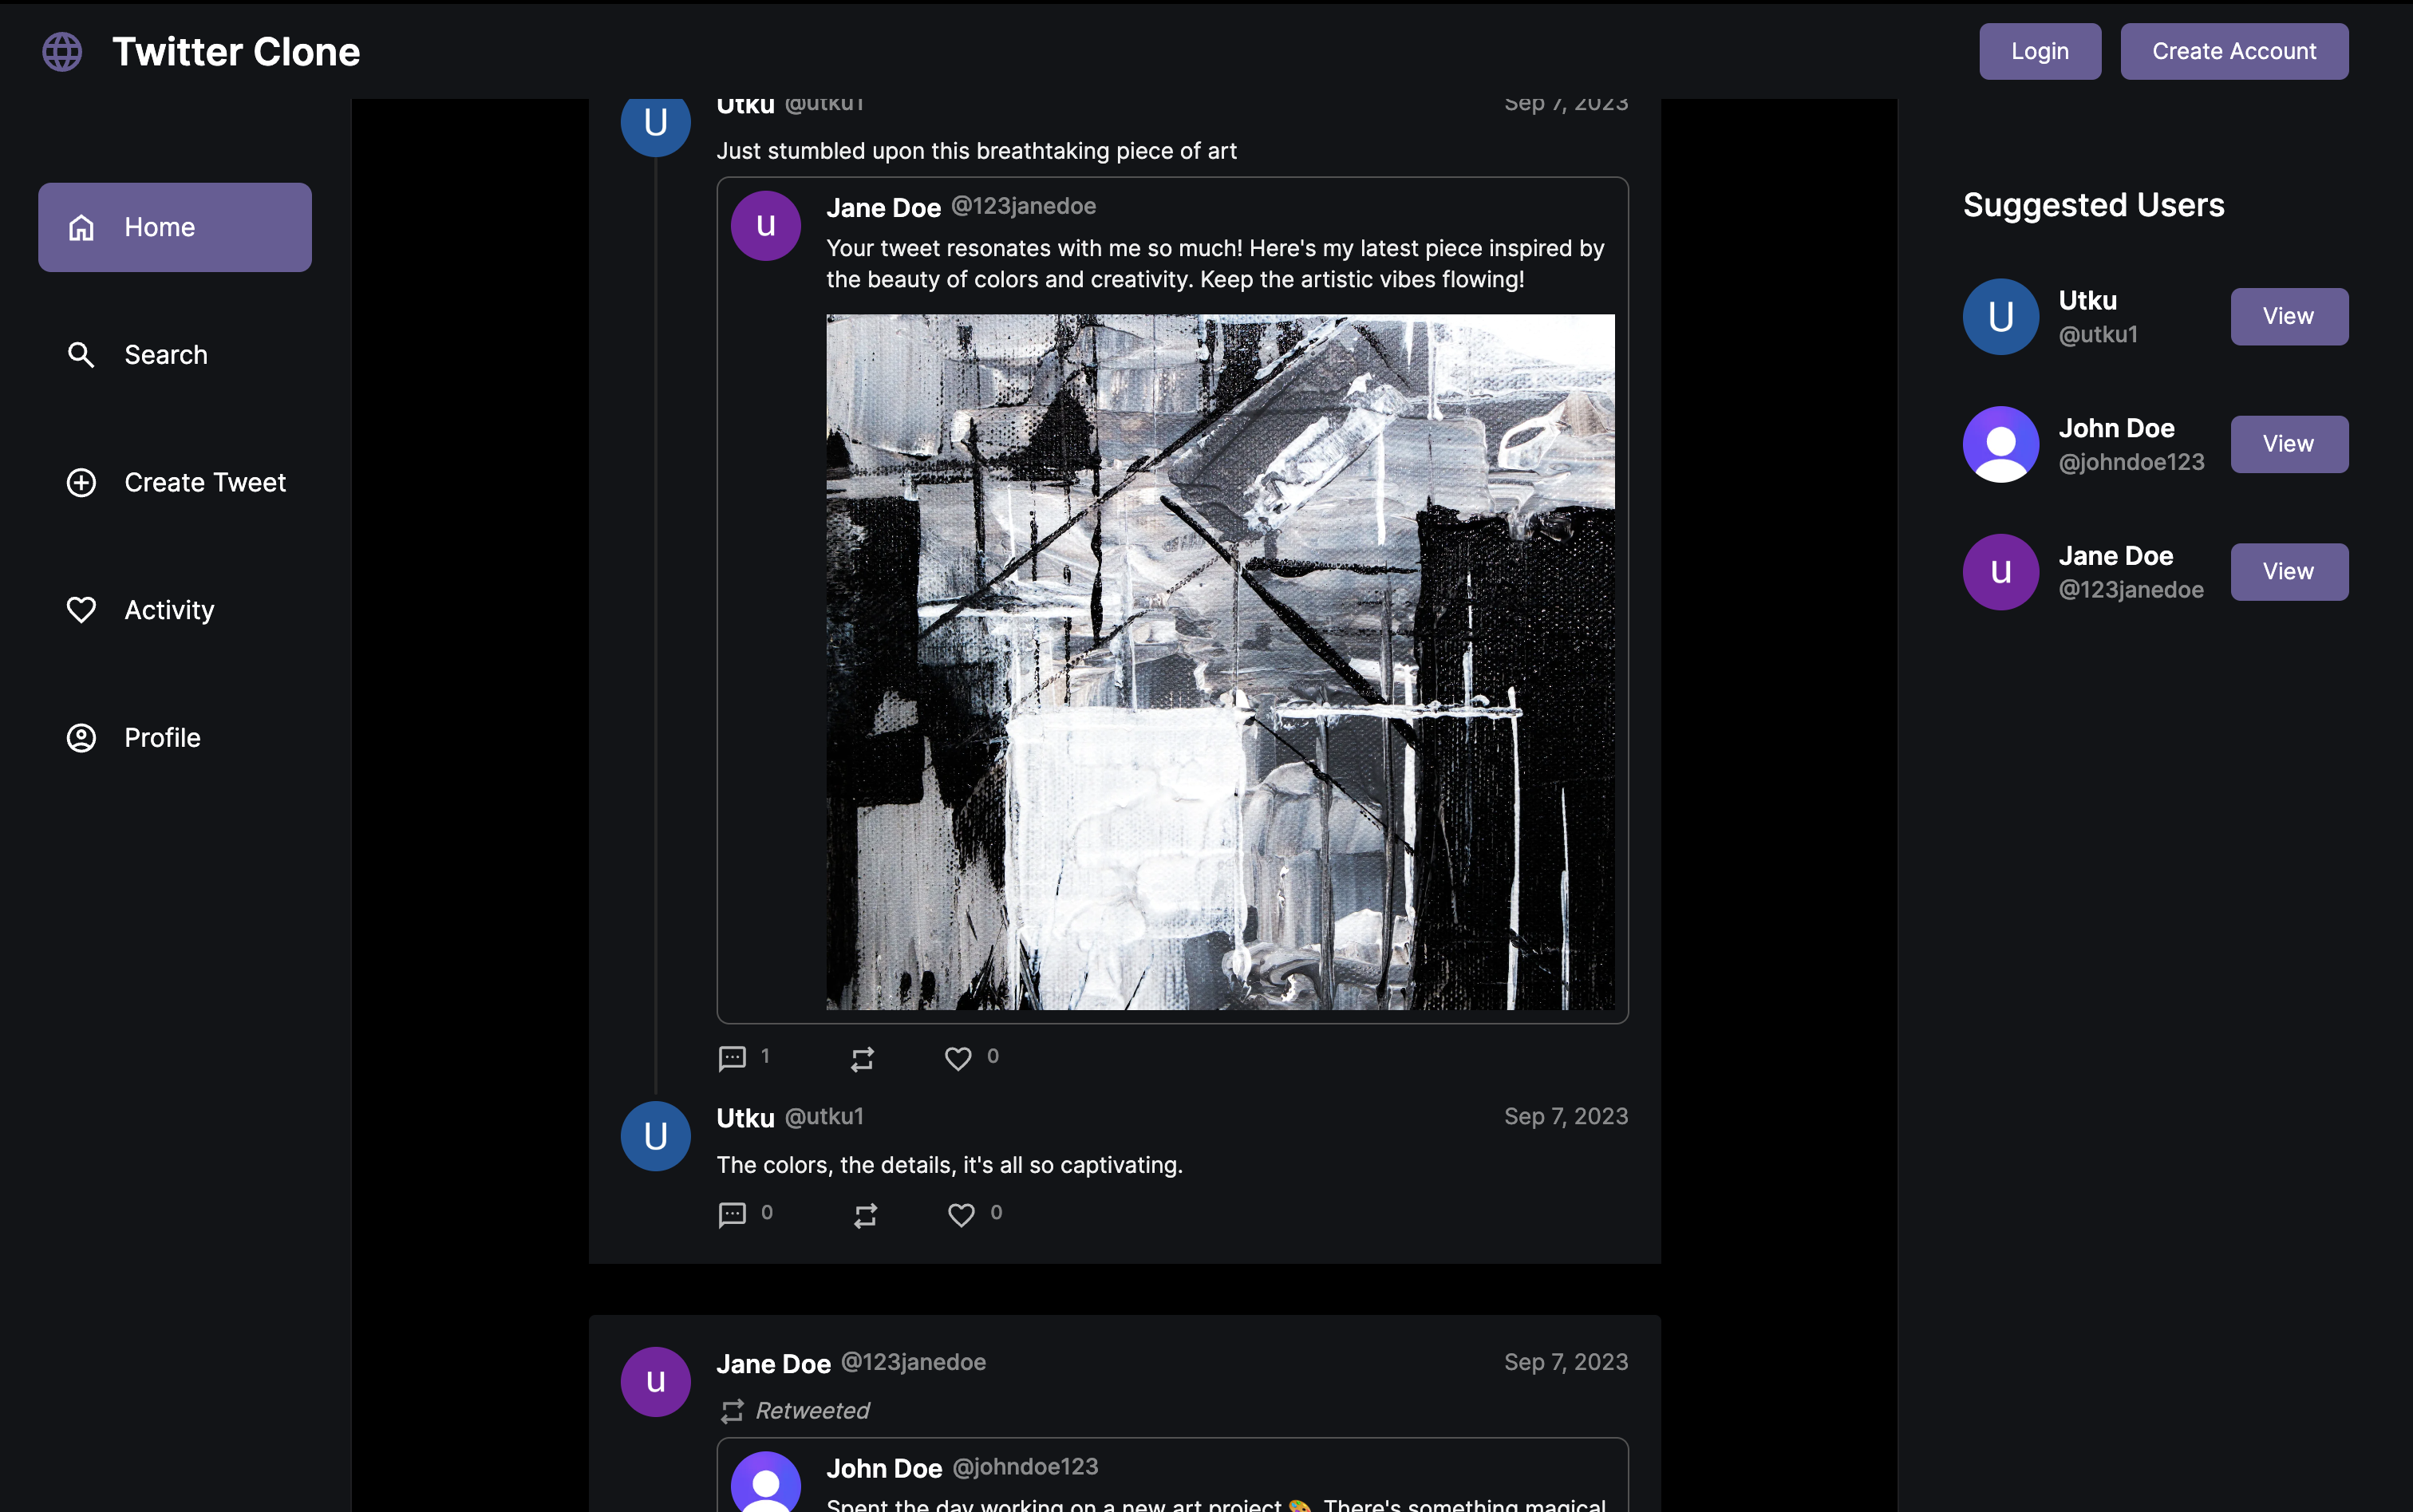 Twitter Clone
Login
Create Account
Home
Search
Create Tweet
Activity
Profile
U
Utku @utku1
Sep 7, 2023
Just stumbled upon this breathtaking piece of art
u
Jane Doe @123janedoe
Your tweet resonates with me so much! Here's my latest piece inspired by
the beauty of colors and creativity. Keep the artistic vibes flowing!
1
0
U
Utku @utku1
Sep 7, 2023
The colors, the details, it's all so captivating.
0
0
u
Jane Doe @123janedoe
Sep 7, 2023
Retweeted
John Doe @johndoe123
Spent the day working on a new art project 🎨. There's something magical
Suggested Users
U
Utku
@utku1
View
John Doe
@johndoe123
View
u
Jane Doe
@123janedoe
View